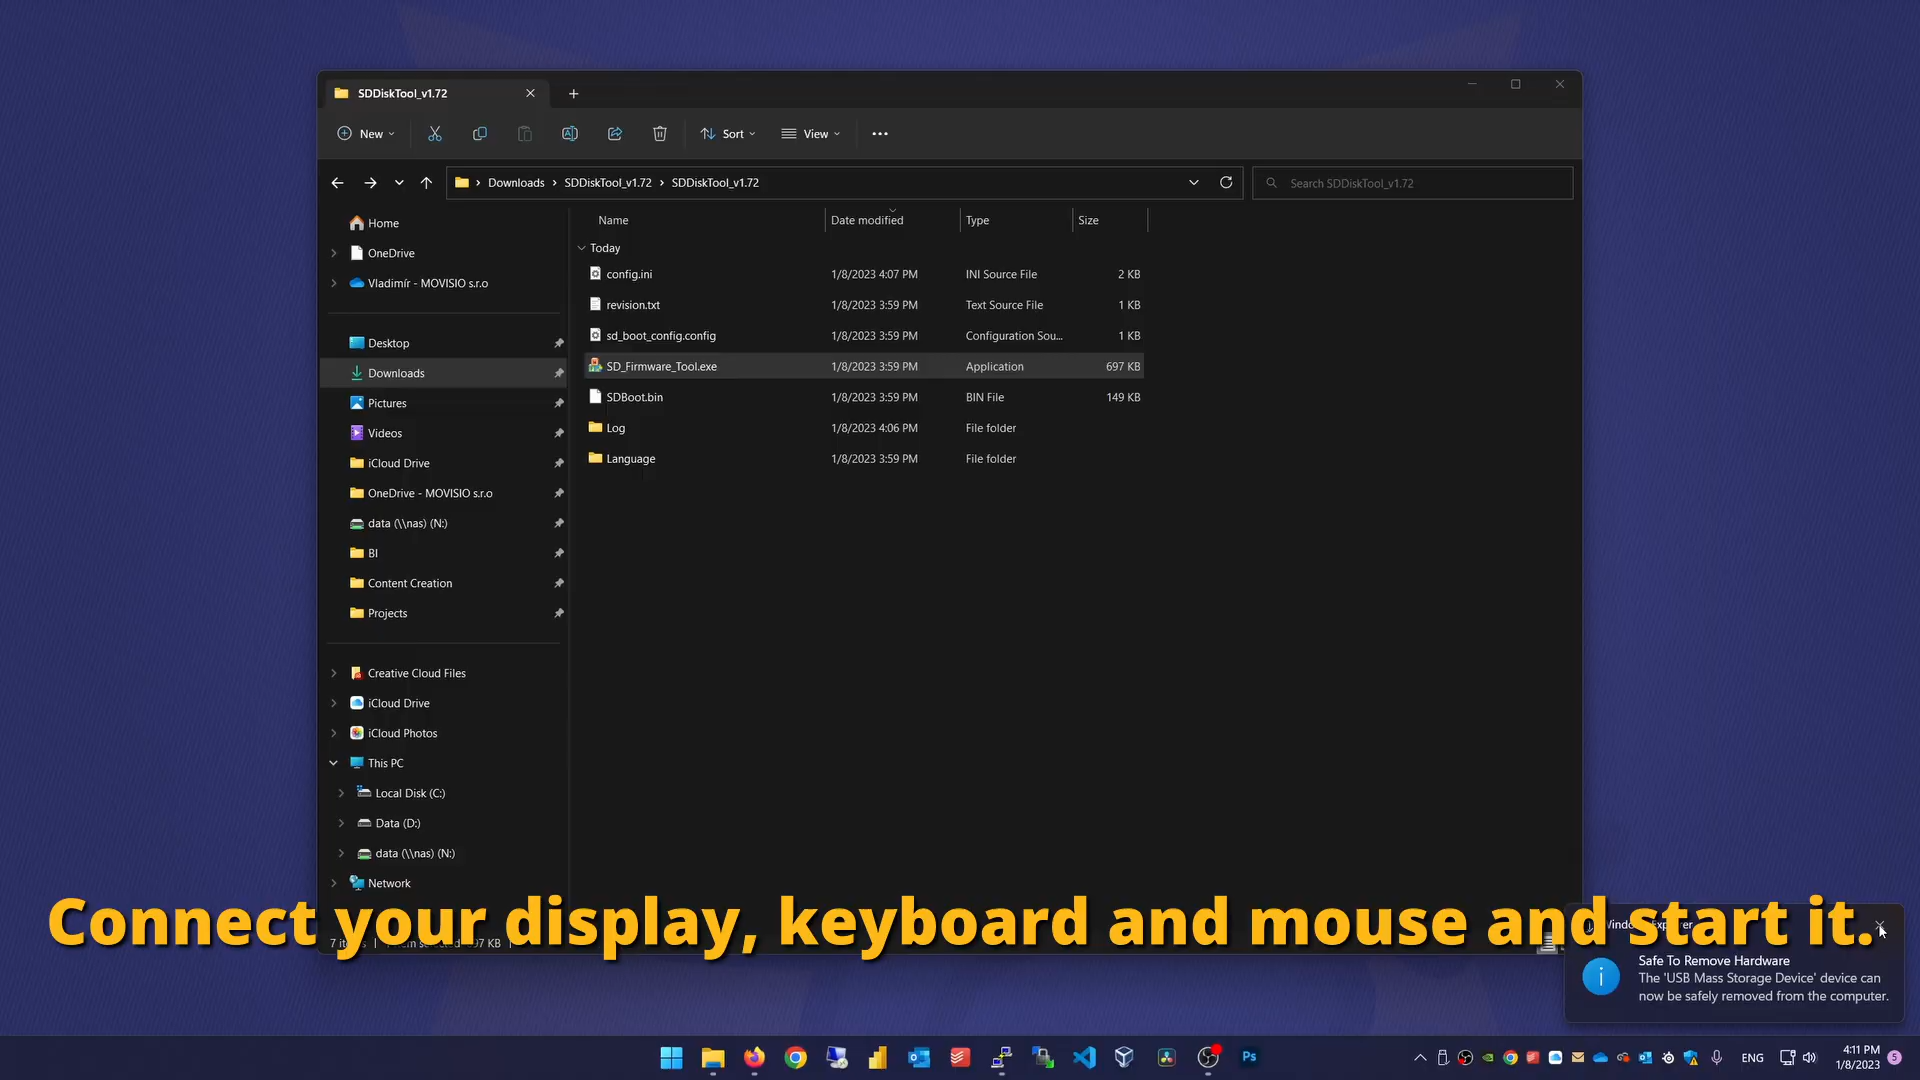 SDDiskTool_v1.72
New
Sort
View
Downloads > SDDiskTool_v1.72 > SDDiskTool_v1.72
Search SDDiskTool_v1.72
Home
OneDrive
Vladimír - MOVISIO s.r.o
Desktop
Downloads
Pictures
Videos
iCloud Drive
OneDrive - MOVISIO s.r.o
data (\\nas) (N:)
BI
Content Creation
Projects
Creative Cloud Files
iCloud Drive
iCloud Photos
This PC
Local Disk (C:)
Data (D:)
data (\\nas) (N:)
Network
Name Date modified Type Size
Today
config.ini 1/8/2023 4:07 PM INI Source File 2 KB
revision.txt 1/8/2023 3:59 PM Text Source File 1 KB
sd_boot_config.config 1/8/2023 3:59 PM Configuration Sou... 1 KB
SD_Firmware_Tool.exe 1/8/2023 3:59 PM Application 697 KB
SDBoot.bin 1/8/2023 3:59 PM BIN File 149 KB
Log 1/8/2023 4:06 PM File folder
Language 1/8/2023 3:59 PM File folder
Connect your display, keyboard and mouse and start it.
Safe To Remove Hardware
The 'USB Mass Storage Device' device can
now be safely removed from the computer.
Ps
ENG
4:11 PM
1/8/2023
5